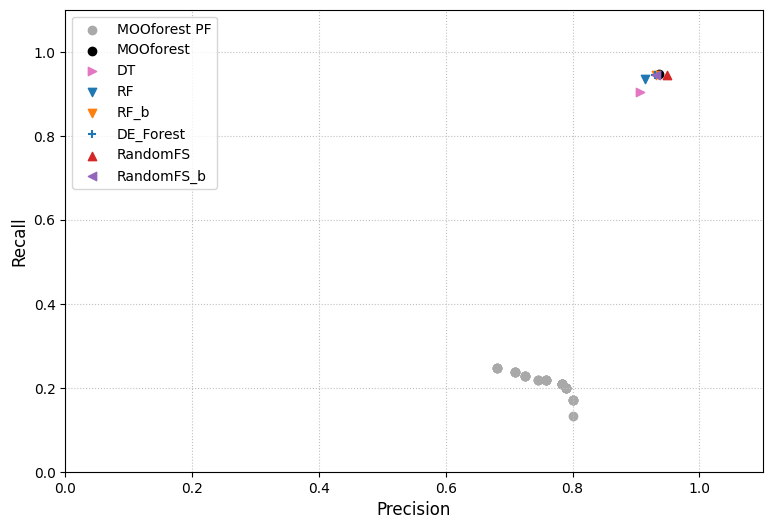 MOOforest PF
MOOforest
DT
RF
RF_b
DE_Forest
RandomFS
RandomFS_b
1.0
0.8
0.6
0.4
0.2
0.0
Recall
0.0 0.2 0.4 0.6 0.8 1.0
Precision